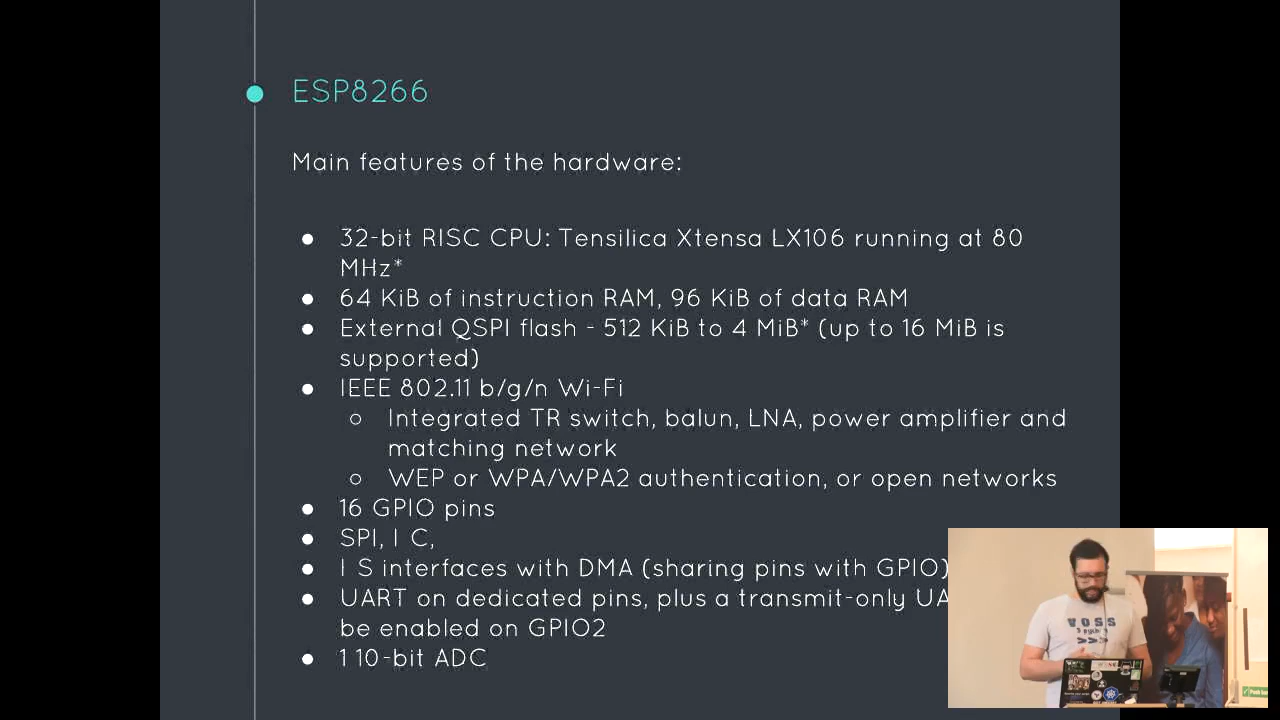 ESP8266
Main features of the hardware:
● 32-bit RISC CPU: Tensilica Xtensa LX106 running at 80
MHz*
● 64 KiB of instruction RAM, 96 KiB of data RAM
● External QSPI flash - 512 KiB to 4 MiB* (up to 16 MiB is
supported)
● IEEE 802.11 b/g/n Wi-Fi
○ Integrated TR switch, balun, LNA, power amplifier and
matching network
○ WEP or WPA/WPA2 authentication, or open networks
● 16 GPIO pins
● SPI, I C,
● I S interfaces with DMA (sharing pins with GPIO)
● UART on dedicated pins, plus a transmit-only UA
be enabled on GPIO2
● 1 10-bit ADC
VOSS
>>>